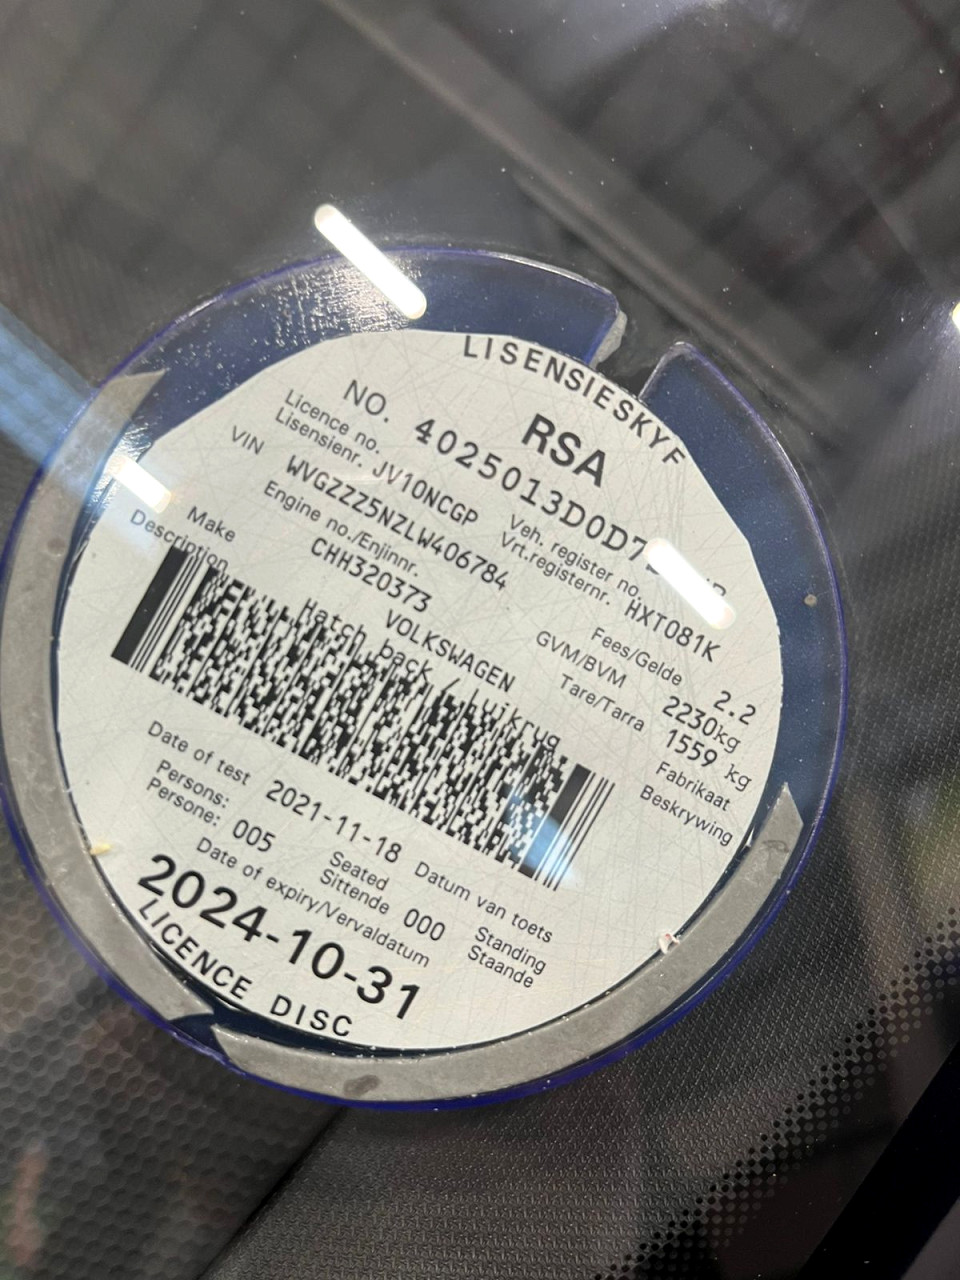 LISENSIESKYF
RSA
NO. 4025013D0D7
Licence no. JV10NCGP Veh. register no. HXT081K
Lisensienr. Vrt.registernr.
VIN WVGZZZ5NZLW406784 Fees/Gelde 2.2
Engine no./Enjinnr. CHH320373 GVM/BVM 2230kg
Tare/Tarra 1559 kg
Make VOLKSWAGEN Fabrikaat
Description Hatch back / Luikrug Beskrywing
Date of test 2021-11-18 Datum van toets
Persons: 005 Seated 000 Standing
Persone: Sittende Staande
Date of expiry/Vervaldatum
2024-10-31
LICENCE DISC